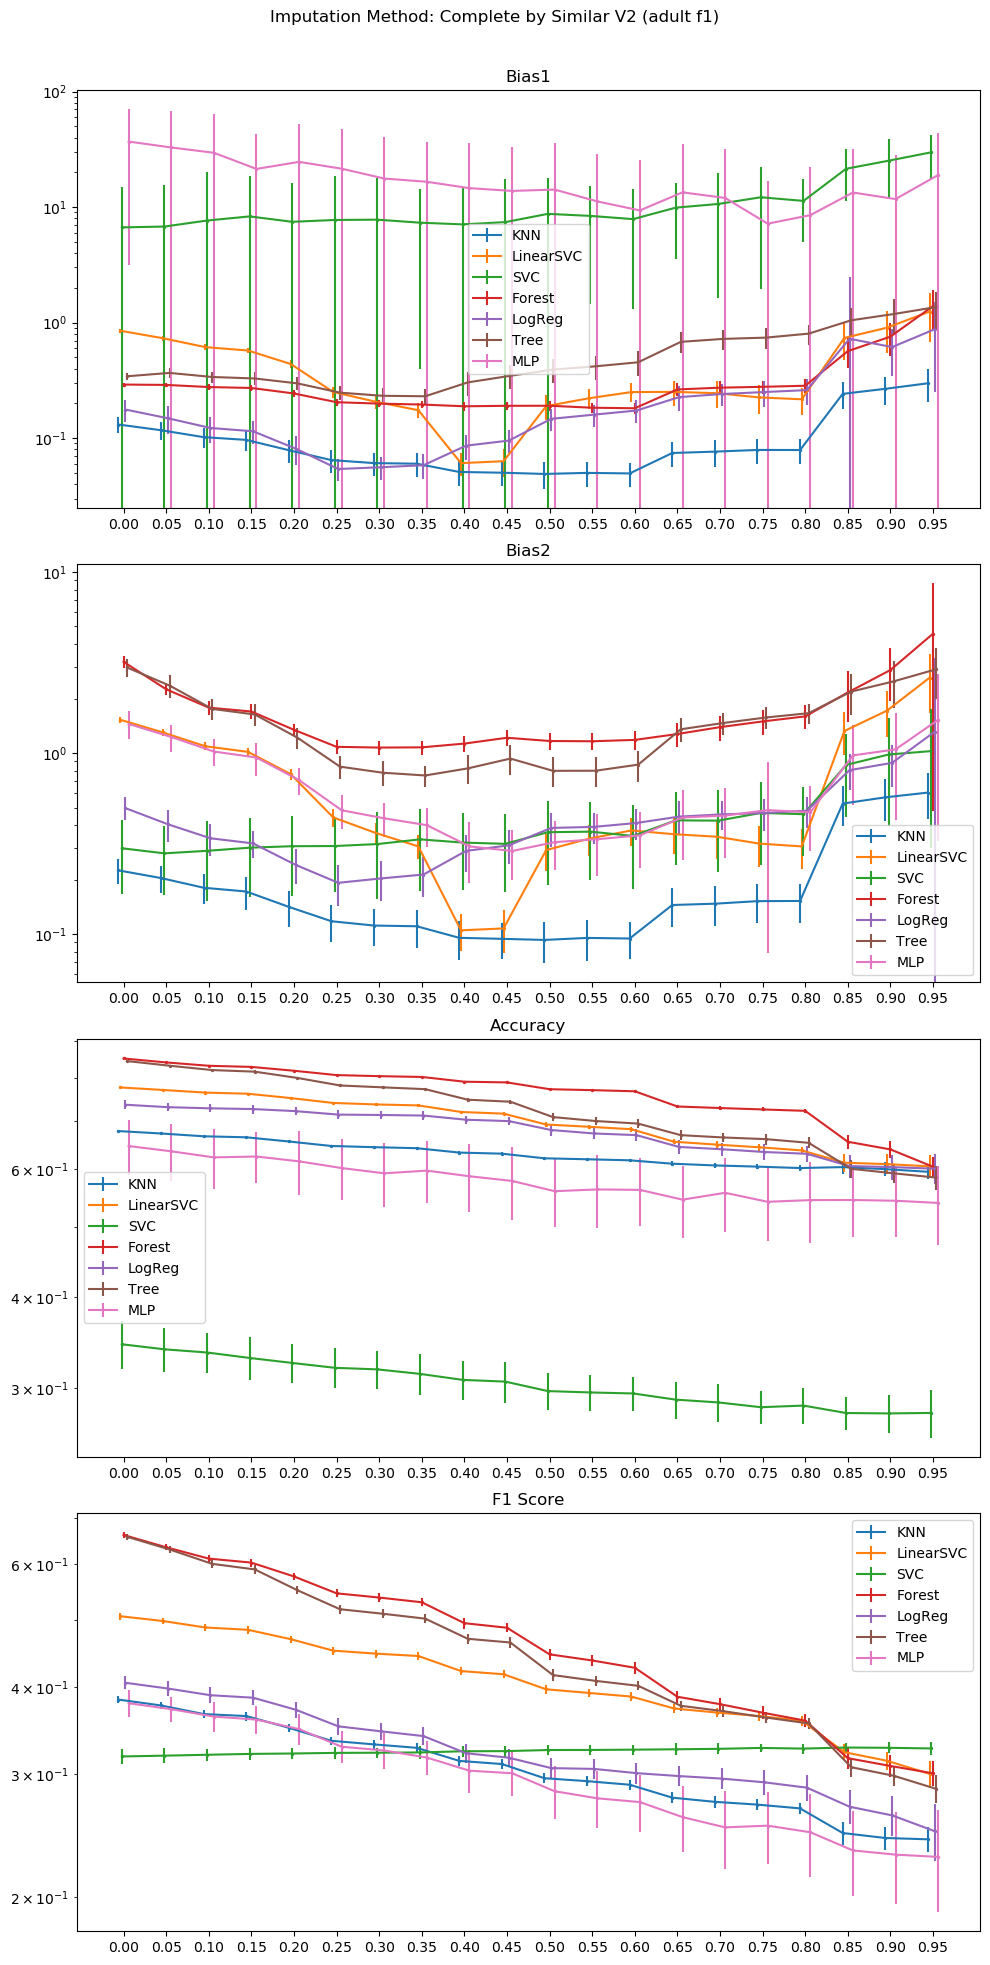 Imputation Method: Complete by Similar V2 (adult f1)
Bias1
10²
10¹
10⁰
10⁻¹
KNN
LinearSVC
SVC
Forest
LogReg
Tree
MLP
0.00 0.05 0.10 0.15 0.20 0.25 0.30 0.35 0.40 0.45 0.50 0.55 0.60 0.65 0.70 0.75 0.80 0.85 0.90 0.95
Bias2
10¹
10⁰
10⁻¹
KNN
LinearSVC
SVC
Forest
LogReg
Tree
MLP
0.00 0.05 0.10 0.15 0.20 0.25 0.30 0.35 0.40 0.45 0.50 0.55 0.60 0.65 0.70 0.75 0.80 0.85 0.90 0.95
Accuracy
6 × 10⁻¹
4 × 10⁻¹
3 × 10⁻¹
KNN
LinearSVC
SVC
Forest
LogReg
Tree
MLP
0.00 0.05 0.10 0.15 0.20 0.25 0.30 0.35 0.40 0.45 0.50 0.55 0.60 0.65 0.70 0.75 0.80 0.85 0.90 0.95
F1 Score
6 × 10⁻¹
4 × 10⁻¹
3 × 10⁻¹
2 × 10⁻¹
KNN
LinearSVC
SVC
Forest
LogReg
Tree
MLP
0.00 0.05 0.10 0.15 0.20 0.25 0.30 0.35 0.40 0.45 0.50 0.55 0.60 0.65 0.70 0.75 0.80 0.85 0.90 0.95